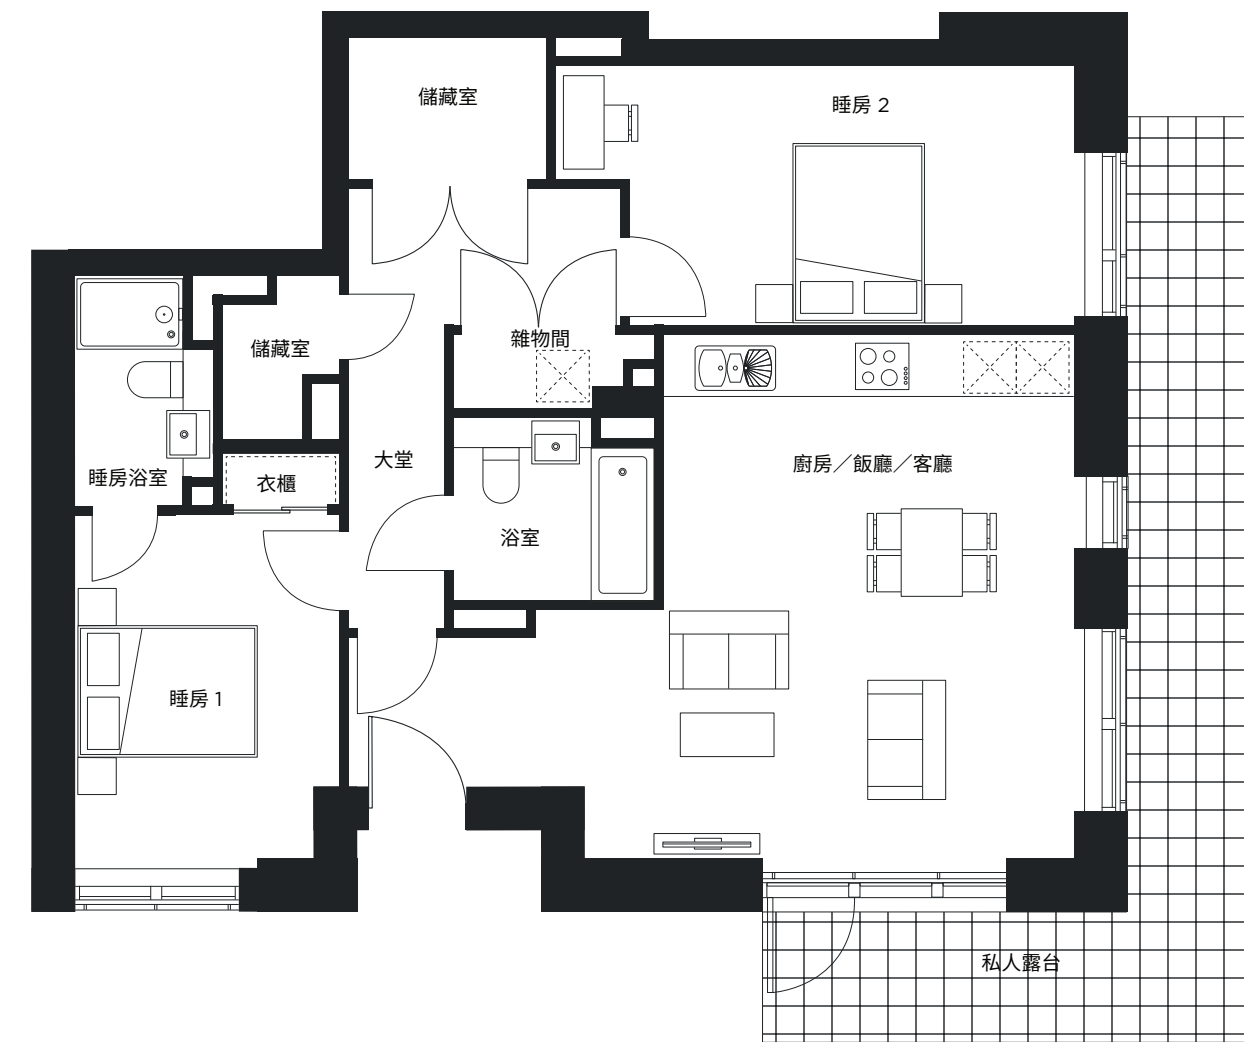 儲藏室
睡房 2
雜物間
儲藏室
大堂
廚房／飯廳／客廳
睡房浴室
衣櫃
浴室
睡房 1
私人露台